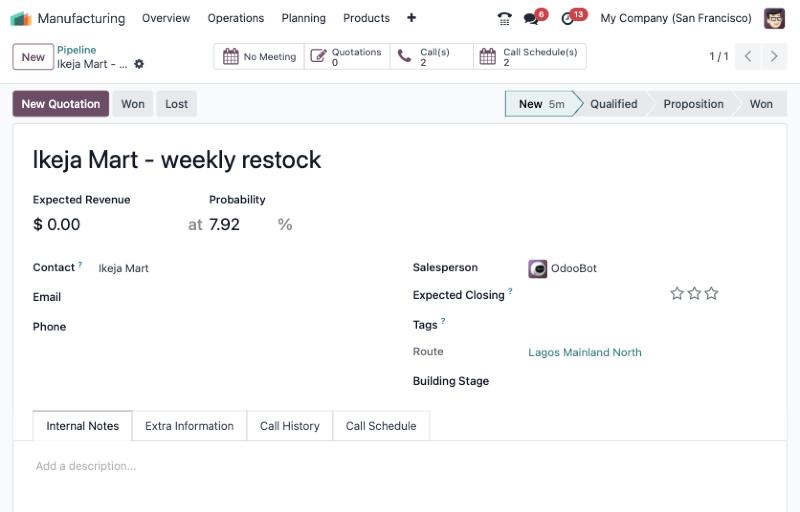 Manufacturing Overview Operations Planning Products + 6 13 My Company (San Francisco)
New Pipeline
Ikeja Mart - ...
No Meeting
Quotations
0
Call(s)
2
Call Schedule(s)
2
1 / 1
New Quotation Won Lost New 5m Qualified Proposition Won
Ikeja Mart - weekly restock
Expected Revenue Probability
$ 0.00 at 7.92 %
Contact ? Ikeja Mart Salesperson OdooBot
Email Expected Closing ?
Phone Tags ?
Route Lagos Mainland North
Building Stage
Internal Notes Extra Information Call History Call Schedule
Add a description...